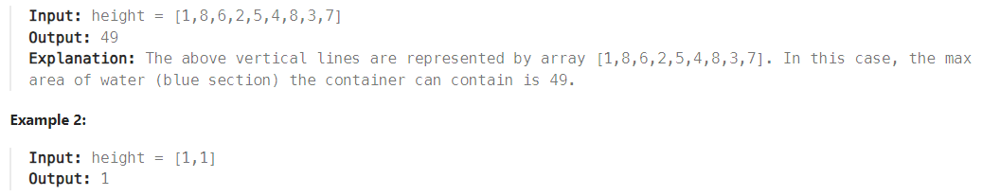 Input: height = [1,8,6,2,5,4,8,3,7]
Output: 49
Explanation: The above vertical lines are represented by array [1,8,6,2,5,4,8,3,7]. In this case, the max
area of water (blue section) the container can contain is 49.
Example 2:
Input: height = [1,1]
Output: 1